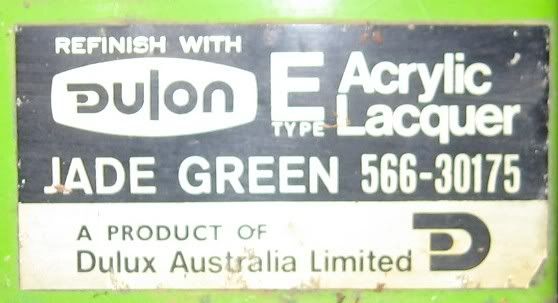 REFINISH WITH
Dulon
E TYPE Acrylic Lacquer
JADE GREEN 566-30175
A PRODUCT OF
Dulux Australia Limited D